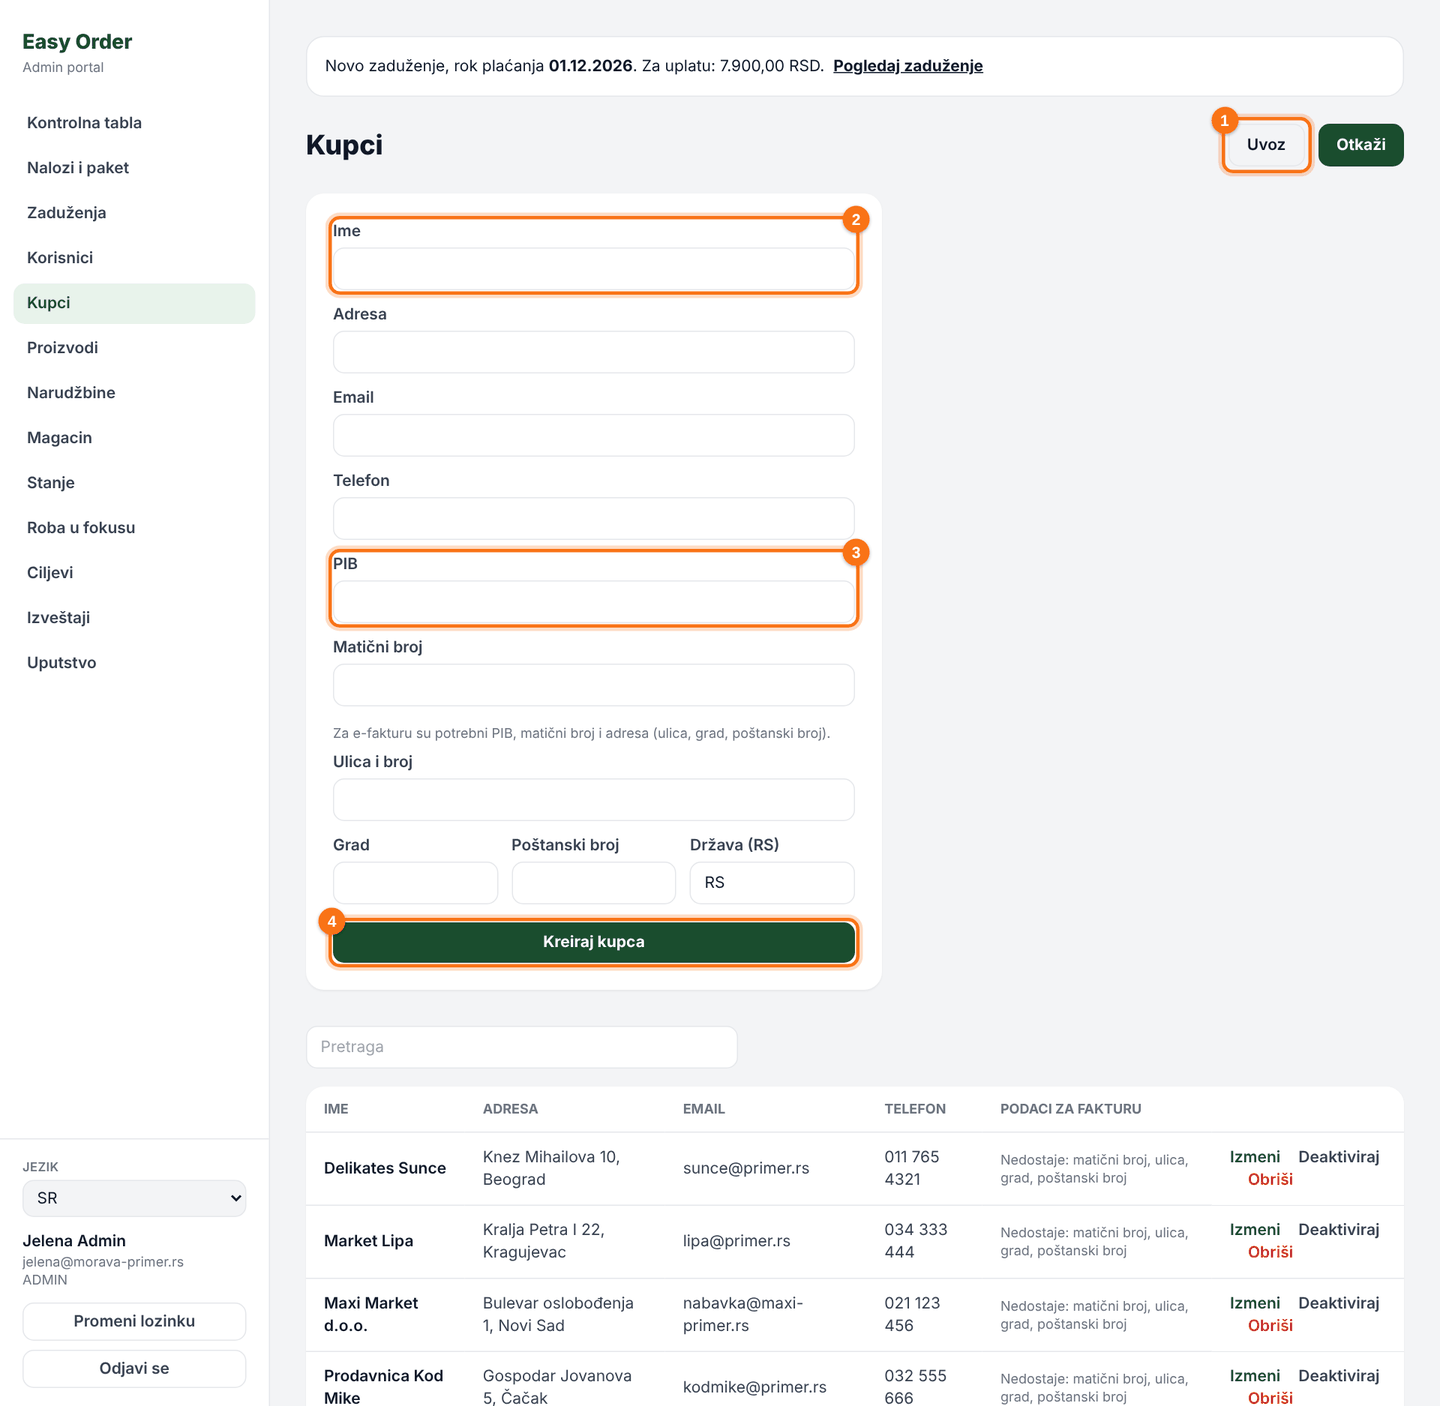 Easy Order
Admin portal
Kontrolna tabla
Nalozi i paket
Zaduženja
Korisnici
Kupci
Proizvodi
Narudžbine
Magacin
Stanje
Roba u fokusu
Ciljevi
Izveštaji
Uputstvo
JEZIK
SR
Jelena Admin
jelena@morava-primer.rs
ADMIN
Promeni lozinku
Odjavi se
Novo zaduženje, rok plaćanja 01.12.2026. Za uplatu: 7.900,00 RSD. Pogledaj zaduženje
Kupci
1
Uvoz
Otkaži
2
Ime
Adresa
Email
Telefon
3
PIB
Matični broj
Za e-fakturu su potrebni PIB, matični broj i adresa (ulica, grad, poštanski broj).
Ulica i broj
Grad Poštanski broj Država (RS)
RS
4
Kreiraj kupca
Pretraga
IME ADRESA EMAIL TELEFON PODACI ZA FAKTURU
Delikates Sunce
Knez Mihailova 10,
Beograd
sunce@primer.rs
011 765
4321
Nedostaje: matični broj, ulica,
grad, poštanski broj
Izmeni Deaktiviraj
Obriši
Market Lipa
Kralja Petra I 22,
Kragujevac
lipa@primer.rs
034 333
444
Nedostaje: matični broj, ulica,
grad, poštanski broj
Izmeni Deaktiviraj
Obriši
Maxi Market
d.o.o.
Bulevar oslobođenja
1, Novi Sad
nabavka@maxi-
primer.rs
021 123
456
Nedostaje: matični broj, ulica,
grad, poštanski broj
Izmeni Deaktiviraj
Obriši
Prodavnica Kod
Mike
Gospodar Jovanova
5, Čačak
kodmike@primer.rs
032 555
666
Nedostaje: matični broj, ulica,
grad, poštanski broj
Izmeni Deaktiviraj
Obriši